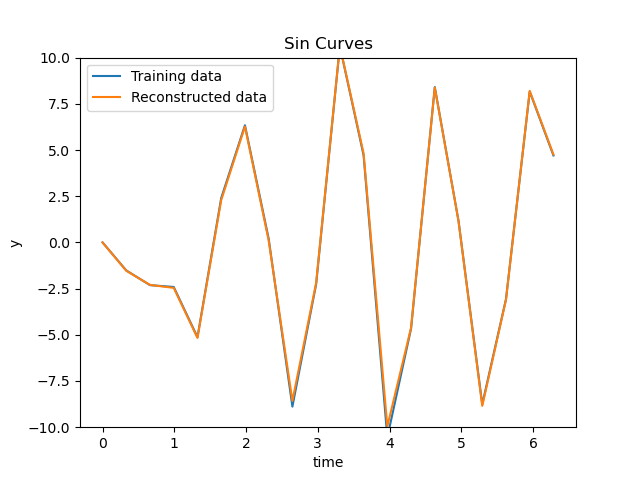 Sin Curves
Training data
Reconstructed data
10.0
7.5
5.0
2.5
0.0
−2.5
−5.0
−7.5
−10.0
y
0 1 2 3 4 5 6
time